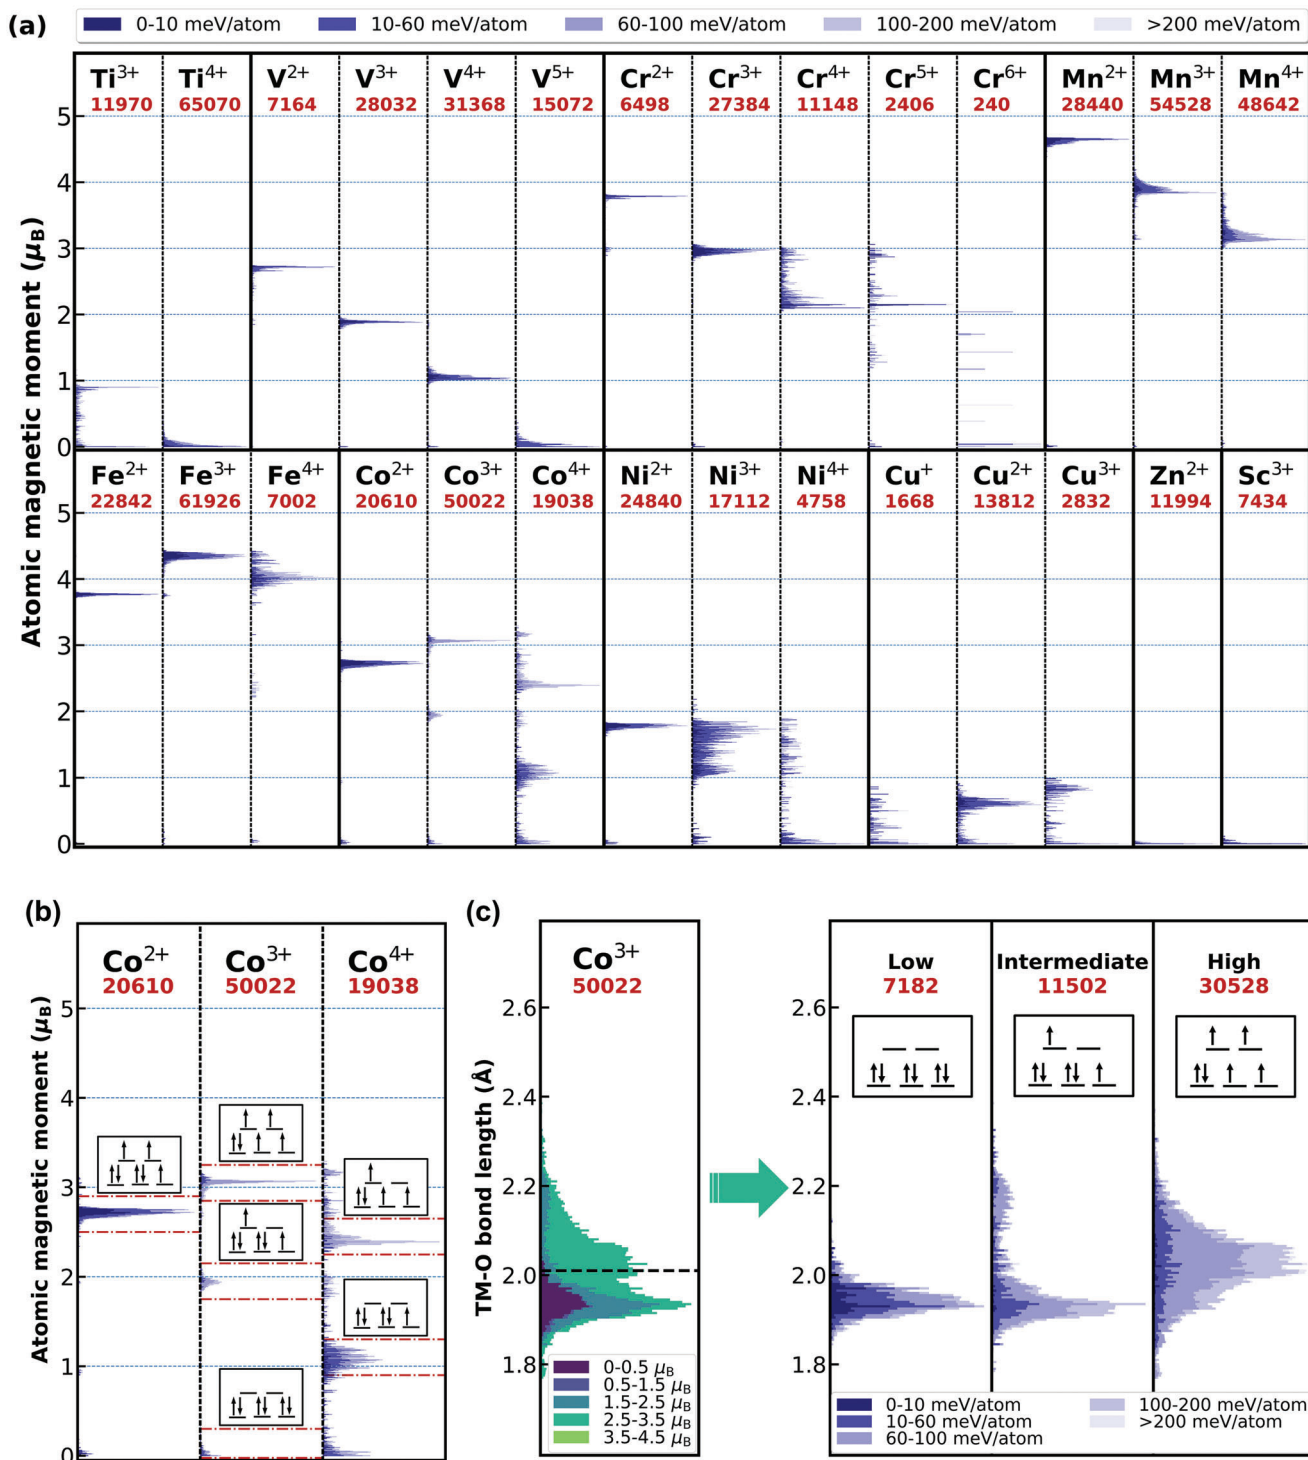 (a)
0-10 meV/atom 10-60 meV/atom 60-100 meV/atom 100-200 meV/atom >200 meV/atom
Ti³⁺ Ti⁴⁺ V²⁺ V³⁺ V⁴⁺ V⁵⁺ Cr²⁺ Cr³⁺ Cr⁴⁺ Cr⁵⁺ Cr⁶⁺ Mn²⁺ Mn³⁺ Mn⁴⁺
11970 65070 7164 28032 31368 15072 6498 27384 11148 2406 240 28440 54528 48642
5
4
3
2
1
0
Atomic magnetic moment (μ_B)
Fe²⁺ Fe³⁺ Fe⁴⁺ Co²⁺ Co³⁺ Co⁴⁺ Ni²⁺ Ni³⁺ Ni⁴⁺ Cu⁺ Cu²⁺ Cu³⁺ Zn²⁺ Sc³⁺
22842 61926 7002 20610 50022 19038 24840 17112 4758 1668 13812 2832 11994 7434
5
4
3
2
1
0
(b)
Co²⁺ Co³⁺ Co⁴⁺
20610 50022 19038
5
4
3
2
1
0
Atomic magnetic moment (μ_B)
(c)
Co³⁺
50022
2.6
2.4
2.2
2.0
1.8
TM-O bond length (Å)
0-0.5 μ_B
0.5-1.5 μ_B
1.5-2.5 μ_B
2.5-3.5 μ_B
3.5-4.5 μ_B
Low Intermediate High
7182 11502 30528
2.6
2.4
2.2
2.0
1.8
0-10 meV/atom 100-200 meV/atom
10-60 meV/atom >200 meV/atom
60-100 meV/atom